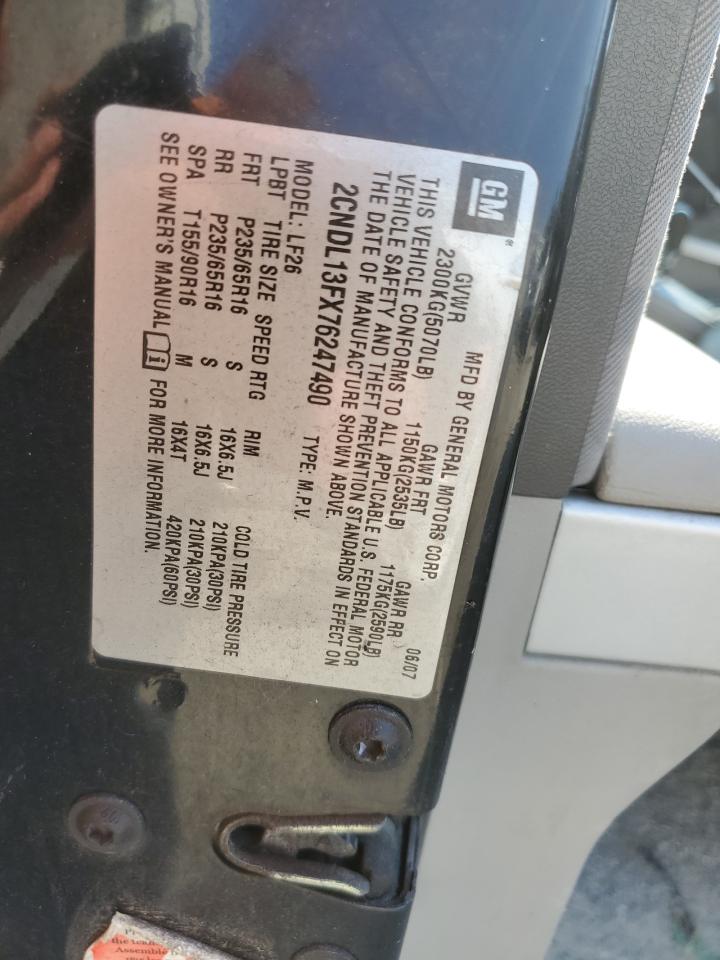 GM
MFD BY GENERAL MOTORS CORP. 06/07
GVWR GAWR FRT GAWR RR
2300KG(5070LB) 1150KG(2535LB) 1175KG(2590LB)
THIS VEHICLE CONFORMS TO ALL APPLICABLE U.S. FEDERAL MOTOR
VEHICLE SAFETY AND THEFT PREVENTION STANDARDS IN EFFECT ON
THE DATE OF MANUFACTURE SHOWN ABOVE.
2CNDL13FX76247490 TYPE: M.P.V.
MODEL: LF26
LPBT TIRE SIZE SPEED RTG RIM COLD TIRE PRESSURE
FRT P235/65R16 S 16X6.5J 210KPA(30PSI)
RR P235/65R16 S 16X6.5J 210KPA(30PSI)
SPA T155/90R16 M 16X4T 420KPA(60PSI)
SEE OWNER'S MANUAL FOR MORE INFORMATION.
Assemble